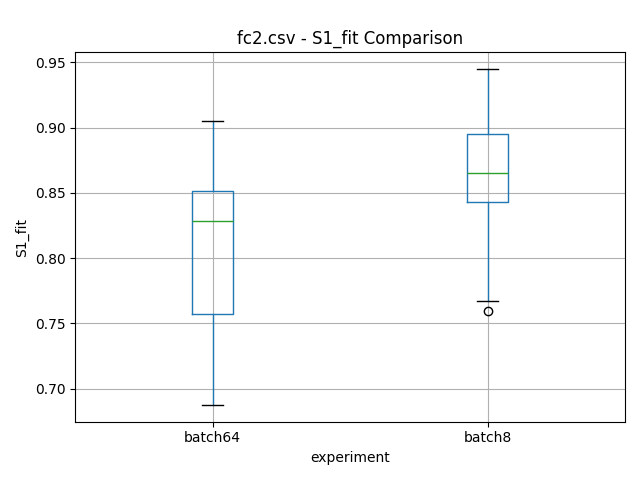 fc2.csv - S1_fit Comparison
0.95
0.90
0.85
0.80
0.75
0.70
S1_fit
batch64
batch8
experiment